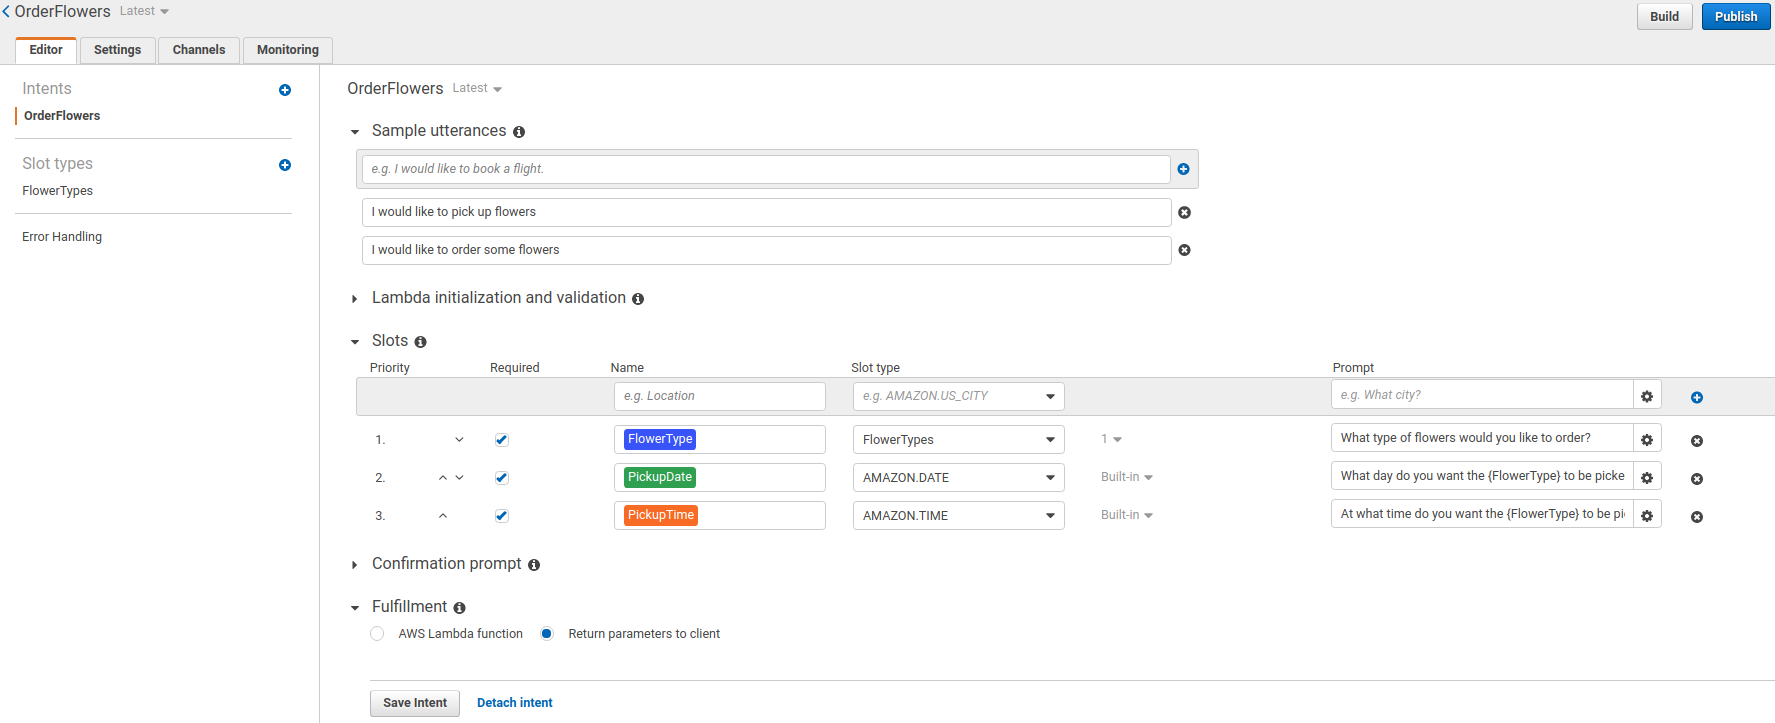 OrderFlowers Latest
Build Publish
Editor Settings Channels Monitoring
Intents
OrderFlowers
Slot types
FlowerTypes
Error Handling
OrderFlowers Latest
Sample utterances
e.g. I would like to book a flight.
I would like to pick up flowers
I would like to order some flowers
Lambda initialization and validation
Slots
Priority Required Name Slot type Prompt
e.g. Location e.g. AMAZON.US_CITY e.g. What city?
1. FlowerType FlowerTypes 1 What type of flowers would you like to order?
2. PickupDate AMAZON.DATE Built-in What day do you want the {FlowerType} to be picke
3. PickupTime AMAZON.TIME Built-in At what time do you want the {FlowerType} to be pi
Confirmation prompt
Fulfillment
AWS Lambda function Return parameters to client
Save Intent Detach intent